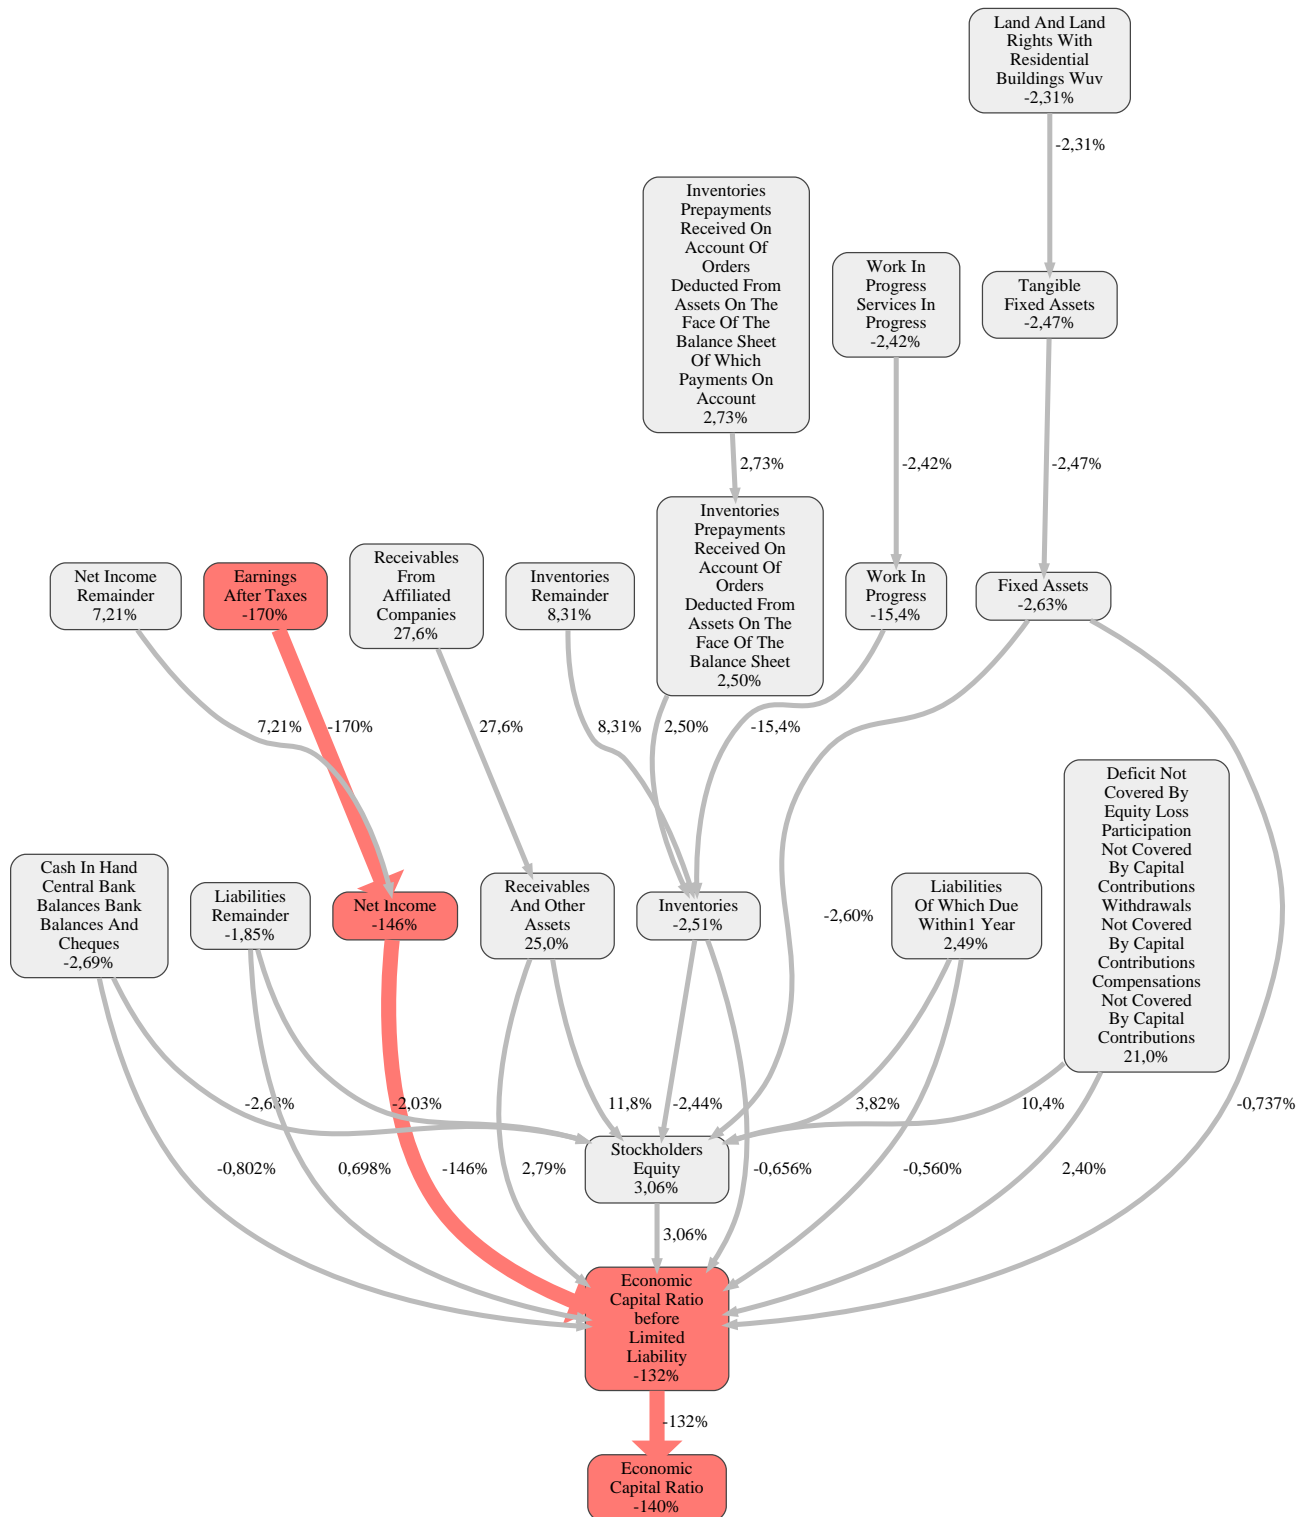 Land And Land
Rights With
Residential
Buildings Wuv
-2,31%
-2,31%
Inventories
Prepayments
Received On
Account Of
Orders
Deducted From
Assets On The
Face Of The
Balance Sheet
Of Which
Payments On
Account
2,73%
Work In
Progress
Services In
Progress
-2,42%
Tangible
Fixed Assets
-2,47%
2,73%
-2,42%
-2,47%
Net Income
Remainder
7,21%
Earnings
After Taxes
-170%
Receivables
From
Affiliated
Companies
27,6%
Inventories
Remainder
8,31%
Inventories
Prepayments
Received On
Account Of
Orders
Deducted From
Assets On The
Face Of The
Balance Sheet
2,50%
Work In
Progress
-15,4%
Fixed Assets
-2,63%
7,21%
-170%
27,6%
8,31%
2,50%
-15,4%
Cash In Hand
Central Bank
Balances Bank
Balances And
Cheques
-2,69%
Liabilities
Remainder
-1,85%
Net Income
-146%
Receivables
And Other
Assets
25,0%
Inventories
-2,51%
-2,60%
Liabilities
Of Which Due
Within1 Year
2,49%
Deficit Not
Covered By
Equity Loss
Participation
Not Covered
By Capital
Contributions
Withdrawals
Not Covered
By Capital
Contributions
Compensations
Not Covered
By Capital
Contributions
21,0%
-2,03%
11,8%
-2,44%
3,82%
10,4%
-0,737%
Stockholders
Equity
3,06%
-0,802%
0,698%
-146%
2,79%
-0,656%
-0,560%
2,40%
3,06%
Economic
Capital Ratio
before
Limited
Liability
-132%
-132%
Economic
Capital Ratio
-140%